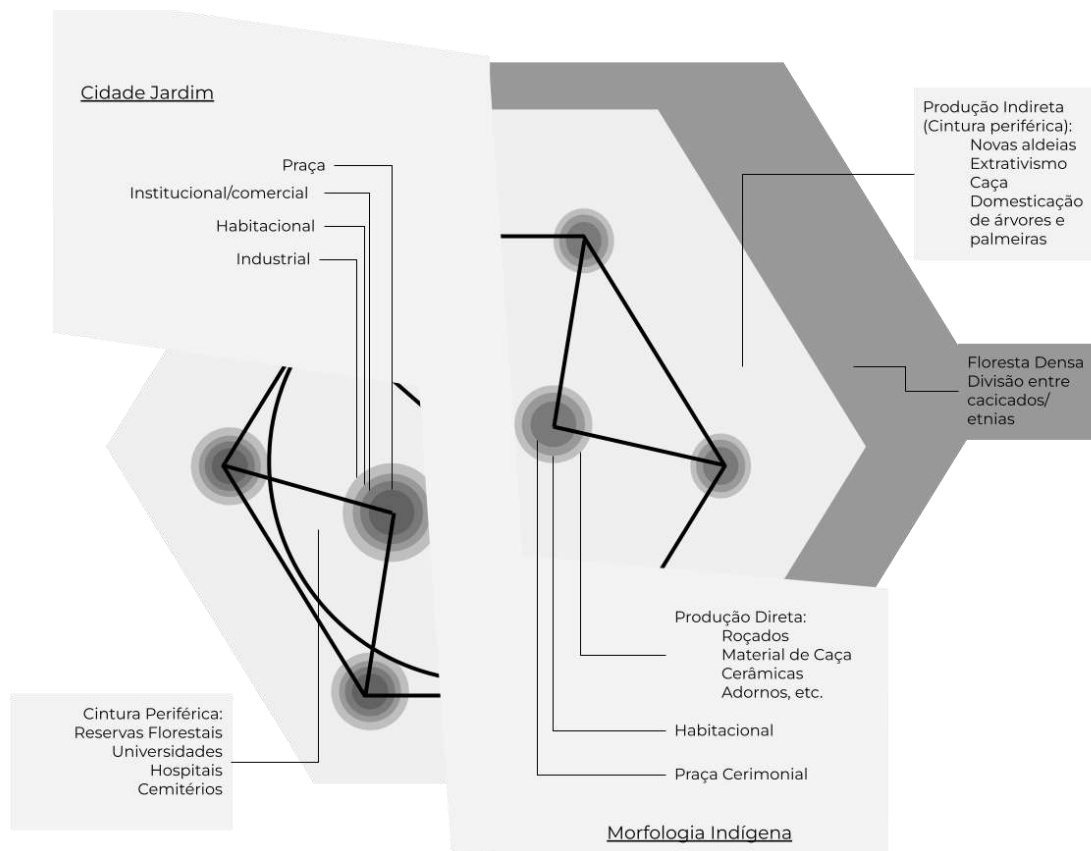 Cidade Jardim
Praça
Institucional/comercial
Habitacional
Industrial
Cintura Periférica:
Reservas Florestais
Universidades
Hospitais
Cemitérios
Produção Indireta
(Cintura periférica):
Novas aldeias
Extrativismo
Caça
Domesticação
de árvores e
palmeiras
Floresta Densa
Divisão entre
cacicados/
etnias
Produção Direta:
Roçados
Material de Caça
Cerâmicas
Adornos, etc.
Habitacional
Praça Cerimonial
Morfologia Indígena